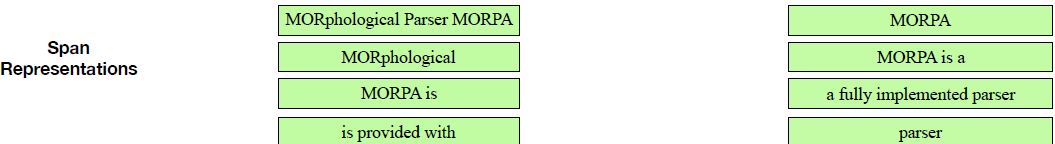 Span
Representations
MORphological Parser MORPA
MORphological
MORPA is
is provided with
MORPA
MORPA is a
a fully implemented parser
parser